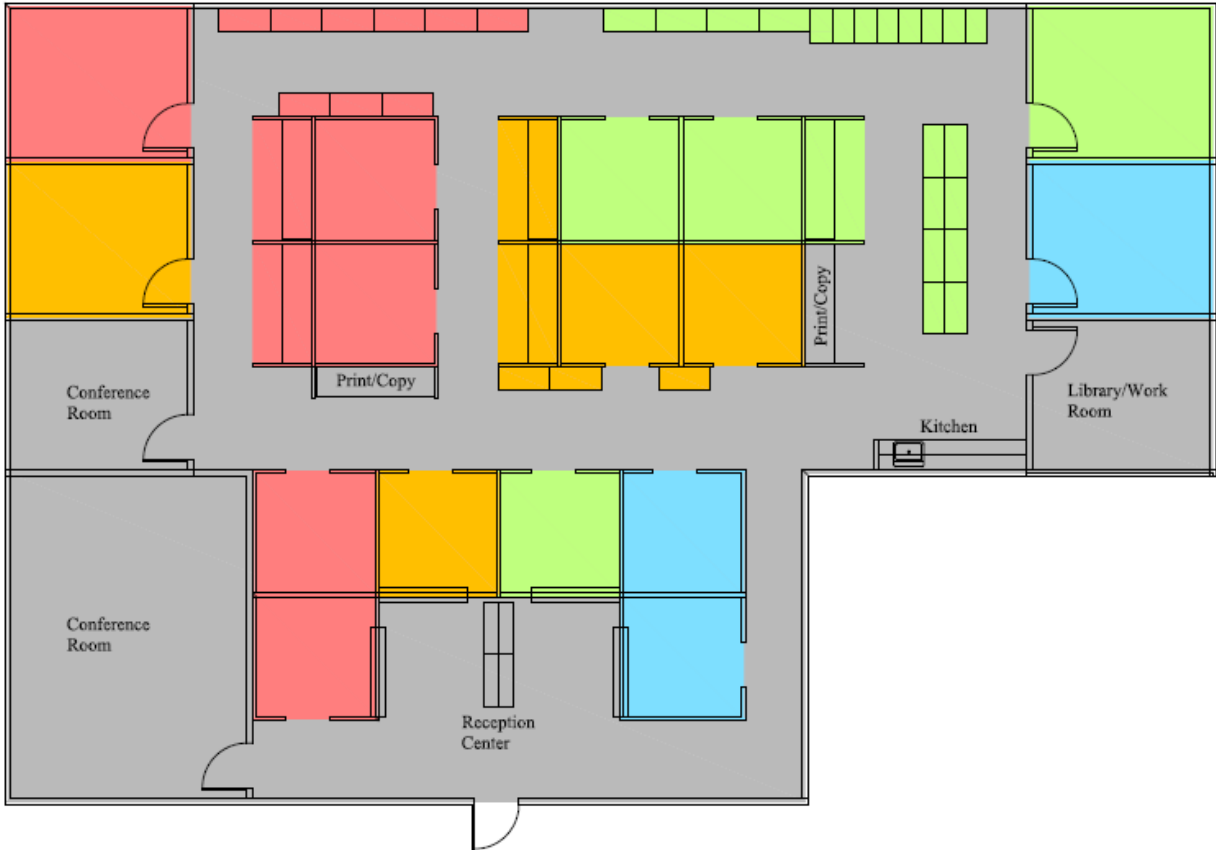 Print/Copy
Print/Copy
Conference
Room
Library/Work
Room
Kitchen
Conference
Room
Reception
Center